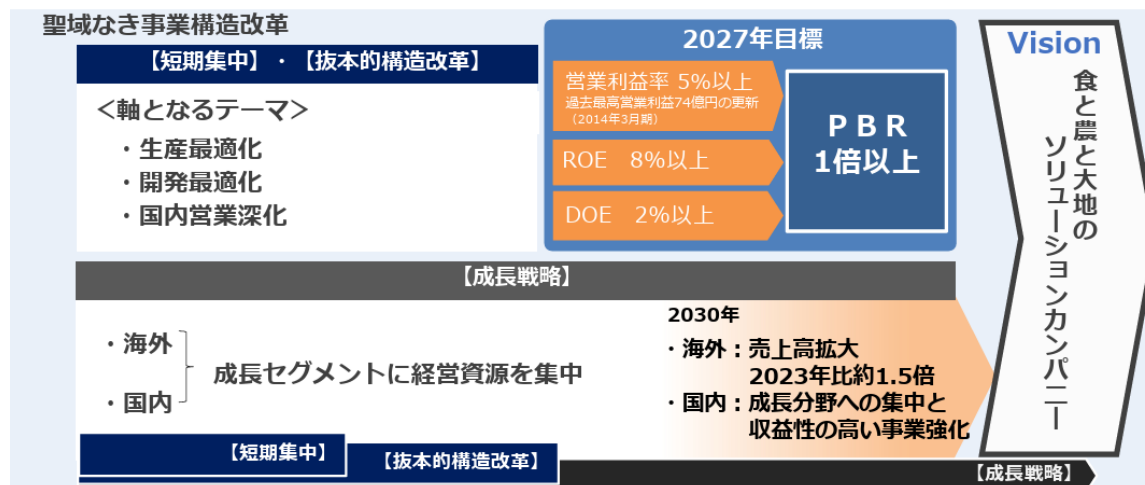 聖域なき事業構造改革
【短期集中】・【抜本的構造改革】
＜軸となるテーマ＞
・生産最適化
・開発最適化
・国内営業深化
2027年目標
営業利益率 5%以上
過去最高営業利益74億円の更新
（2014年3月期）
ROE 8%以上
DOE 2%以上
ＰＢＲ
1倍以上
【成長戦略】
・海外
・国内
成長セグメントに経営資源を集中
2030年
・海外：売上高拡大
2023年比約1.5倍
・国内：成長分野への集中と
収益性の高い事業強化
【短期集中】
【抜本的構造改革】
【成長戦略】
Vision
食と農と大地の
ソリューションカンパニー